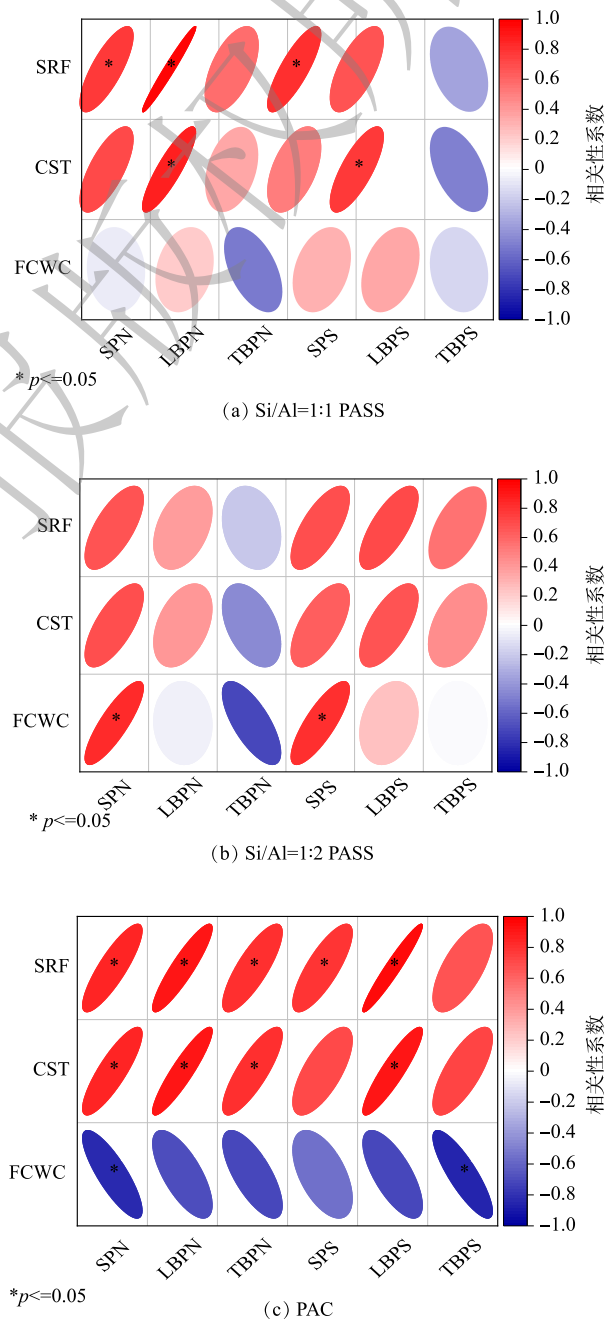 1.0
0.8
0.6
0.4
0.2
0
−0.2
−0.4
−0.6
−0.8
−1.0
相关性系数
SRF * * *
CST * *
FCWC
SPN LBPN TBPN SPS LBPS TBPS
* p<=0.05
(a) Si/Al=1:1 PASS
1.0
0.8
0.6
0.4
0.2
0
−0.2
−0.4
−0.6
−0.8
−1.0
相关性系数
SRF
CST
FCWC * *
SPN LBPN TBPN SPS LBPS TBPS
* p<=0.05
(b) Si/Al=1:2 PASS
1.0
0.8
0.6
0.4
0.2
0
−0.2
−0.4
−0.6
−0.8
−1.0
相关性系数
SRF * * * * *
CST * * * *
FCWC * *
SPN LBPN TBPN SPS LBPS TBPS
*p<=0.05
(c) PAC